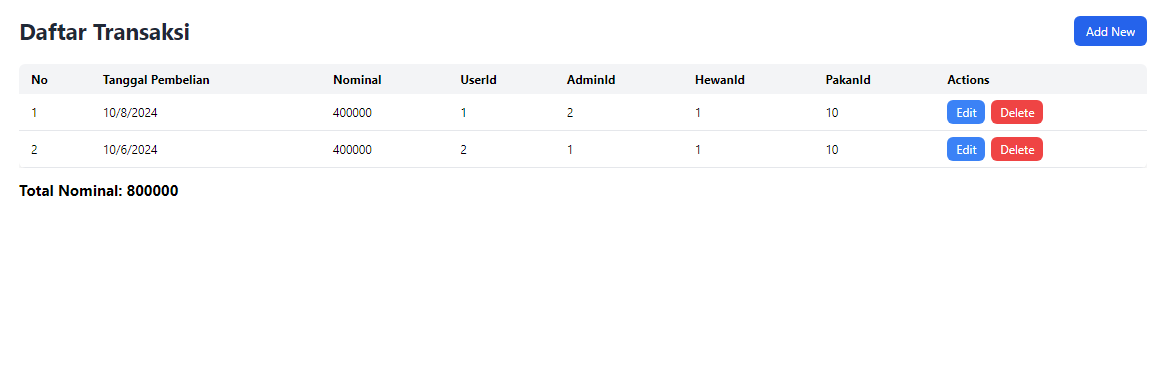 Daftar Transaksi Add New
No Tanggal Pembelian Nominal UserId AdminId HewanId PakanId Actions
1 10/8/2024 400000 1 2 1 10 Edit Delete
2 10/6/2024 400000 2 1 1 10 Edit Delete
Total Nominal: 800000